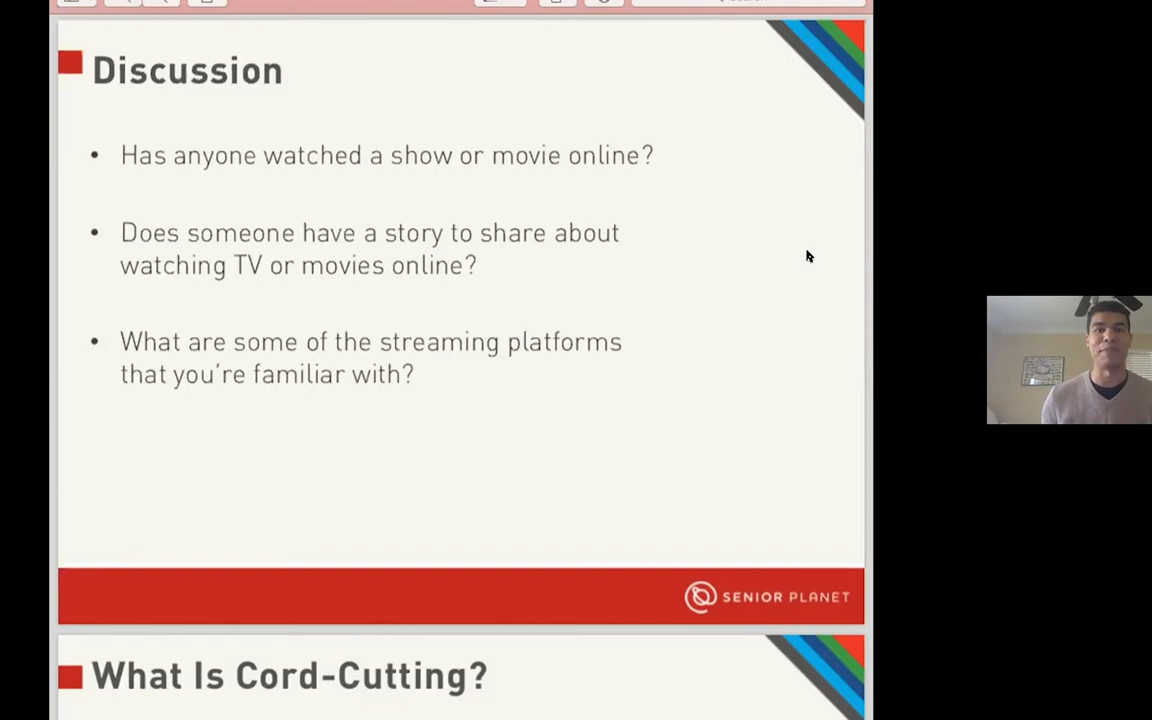 Discussion
• Has anyone watched a show or movie online?
• Does someone have a story to share about
watching TV or movies online?
• What are some of the streaming platforms
that you're familiar with?
SENIOR PLANET
What Is Cord-Cutting?